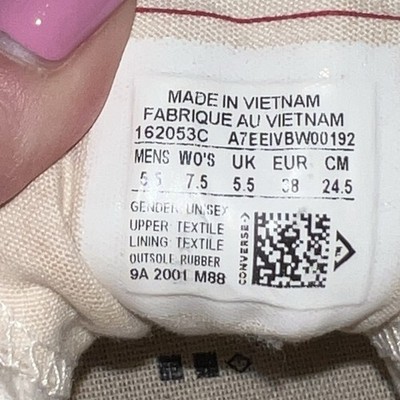 MADE IN VIETNAM
FABRIQUE AU VIETNAM
162053C A7EEIVBW00192
MENS WO'S UK EUR CM
5.5 7.5 5.5 38 24.5
GENDER UNISEX
UPPER TEXTILE
LINING TEXTILE
OUTSOLE RUBBER
9A 2001 M88
CONVERSE